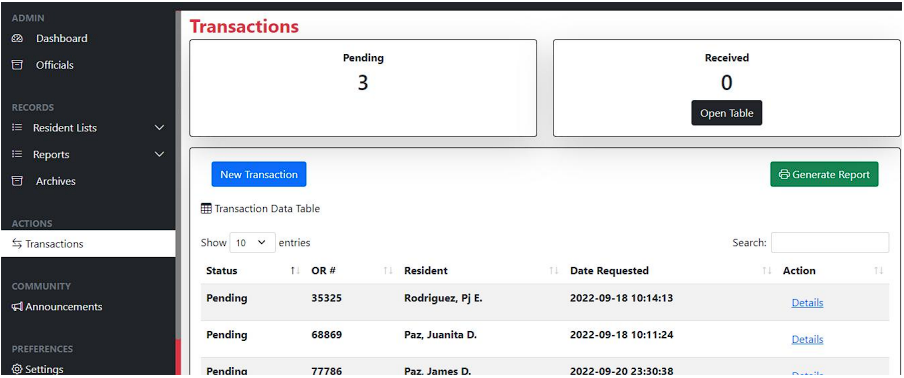 ADMIN
Dashboard
Officials
RECORDS
Resident Lists
Reports
Archives
ACTIONS
Transactions
COMMUNITY
Announcements
PREFERENCES
Settings
Transactions
Pending
3
Received
0
Open Table
New Transaction
Generate Report
Transaction Data Table
Show 10 entries
Search:
Status OR # Resident Date Requested Action
Pending 35325 Rodriguez, Pj E. 2022-09-18 10:14:13 Details
Pending 68869 Paz, Juanita D. 2022-09-18 10:11:24 Details
Pending 77786 Paz, James D. 2022-09-20 23:30:38 Details